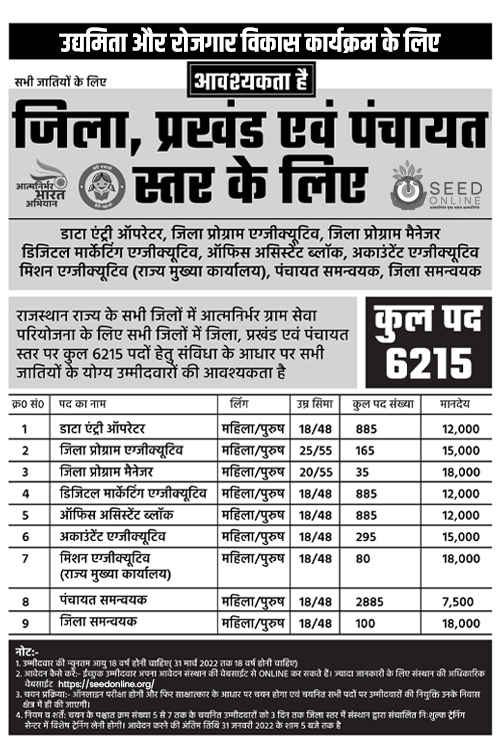 उद्यमिता और रोजगार विकास कार्यक्रम के लिए
सभी जातियों के लिए
आवश्यकता है
जिला, प्रखंड एवं पंचायत
स्तर के लिए
आत्मनिर्भर
भारत
अभियान
SEED
ONLINE
डाटा एंट्री ऑपरेटर, जिला प्रोग्राम एग्जीक्यूटिव, जिला प्रोग्राम मैनेजर
डिजिटल मार्केटिंग एग्जीक्यूटिव, ऑफिस असिस्टेंट ब्लॉक, अकाउंटेंट एग्जीक्यूटिव
मिशन एग्जीक्यूटिव (राज्य मुख्या कार्यालय), पंचायत समन्वयक, जिला समन्वयक
राजस्थान राज्य के सभी जिलों में आत्मनिर्भर ग्राम सेवा
परियोजना के लिए सभी जिलों में जिला, प्रखंड एवं पंचायत
स्तर पर कुल 6215 पदों हेतु संविधा के आधार पर सभी
जातियों के योग्य उम्मीदवारों की आवश्यकता है
कुल पद
6215
क्र० सं० पद का नाम लिंग उम्र सिमा कुल पद संख्या मानदेय
1 डाटा एंट्री ऑपरेटर महिला/पुरुष 18/48 885 12,000
2 जिला प्रोग्राम एग्जीक्यूटिव महिला/पुरुष 25/55 165 15,000
3 जिला प्रोग्राम मैनेजर महिला/पुरुष 20/55 35 18,000
4 डिजिटल मार्केटिंग एग्जीक्यूटिव महिला/पुरुष 18/48 885 12,000
5 ऑफिस असिस्टेंट ब्लॉक महिला/पुरुष 18/48 885 12,000
6 अकाउंटेंट एग्जीक्यूटिव महिला/पुरुष 18/48 295 15,000
7 मिशन एग्जीक्यूटिव महिला/पुरुष 18/48 80 18,000
(राज्य मुख्या कार्यालय)
8 पंचायत समन्वयक महिला/पुरुष 18/48 2885 7,500
9 जिला समन्वयक महिला/पुरुष 18/48 100 18,000
नोट:-
1. उम्मीदवार की न्युनतम आयु 18 वर्ष होनी चाहिए( 31 मार्च 2022 तक 18 वर्ष होनी चाहिए)
2. आवेदन कैसे करे:- ईच्छुक उम्मीदवार अपना आवेदन संस्थान की वेबसाईट से ONLINE कर सकते हैं। ज्यादा जानकारी के लिए संस्थान की अधिकारिक
वेबसाईट https://seedonline.org/
3. चयन प्रक्रिया:- ऑनलाइन परीक्षा होगी और फिर साक्षात्कार के आधार पर चयन होगा एवं चयनित सभी पदों पर उम्मीदवारों की नियुक्ति उनके निवास
क्षेत्र में ही की जाएगी।
4. नियम व शर्तें: चयन के पश्चात क्रम संख्या 5 से 7 तक के चयनित उम्मीदवारों को 3 दिन तक जिला स्तर में संस्थान द्वारा संचालित निःशुल्क ट्रेनिंग
सेन्टर में विशेष ट्रेनिंग लेनी होगी। आवेदन करने की अंतिम तिथि 31 जनवरी 2022 के शाम 5 बजे तक है